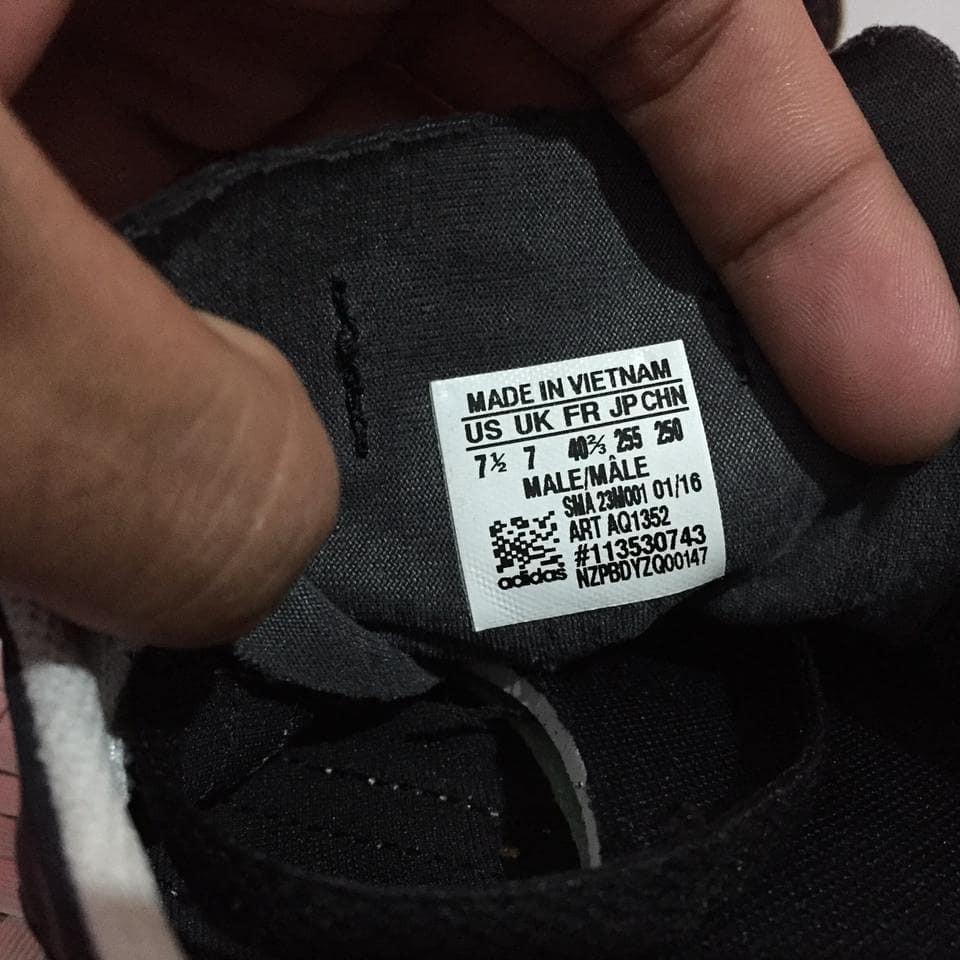 MADE IN VIETNAM
US UK FR JP CHN
7½ 7 40⅔ 255 250
MALE/MÂLE
SMA 23M001 01/16
ART AQ1352
#113530743
adidas NZPBDYZQ00147